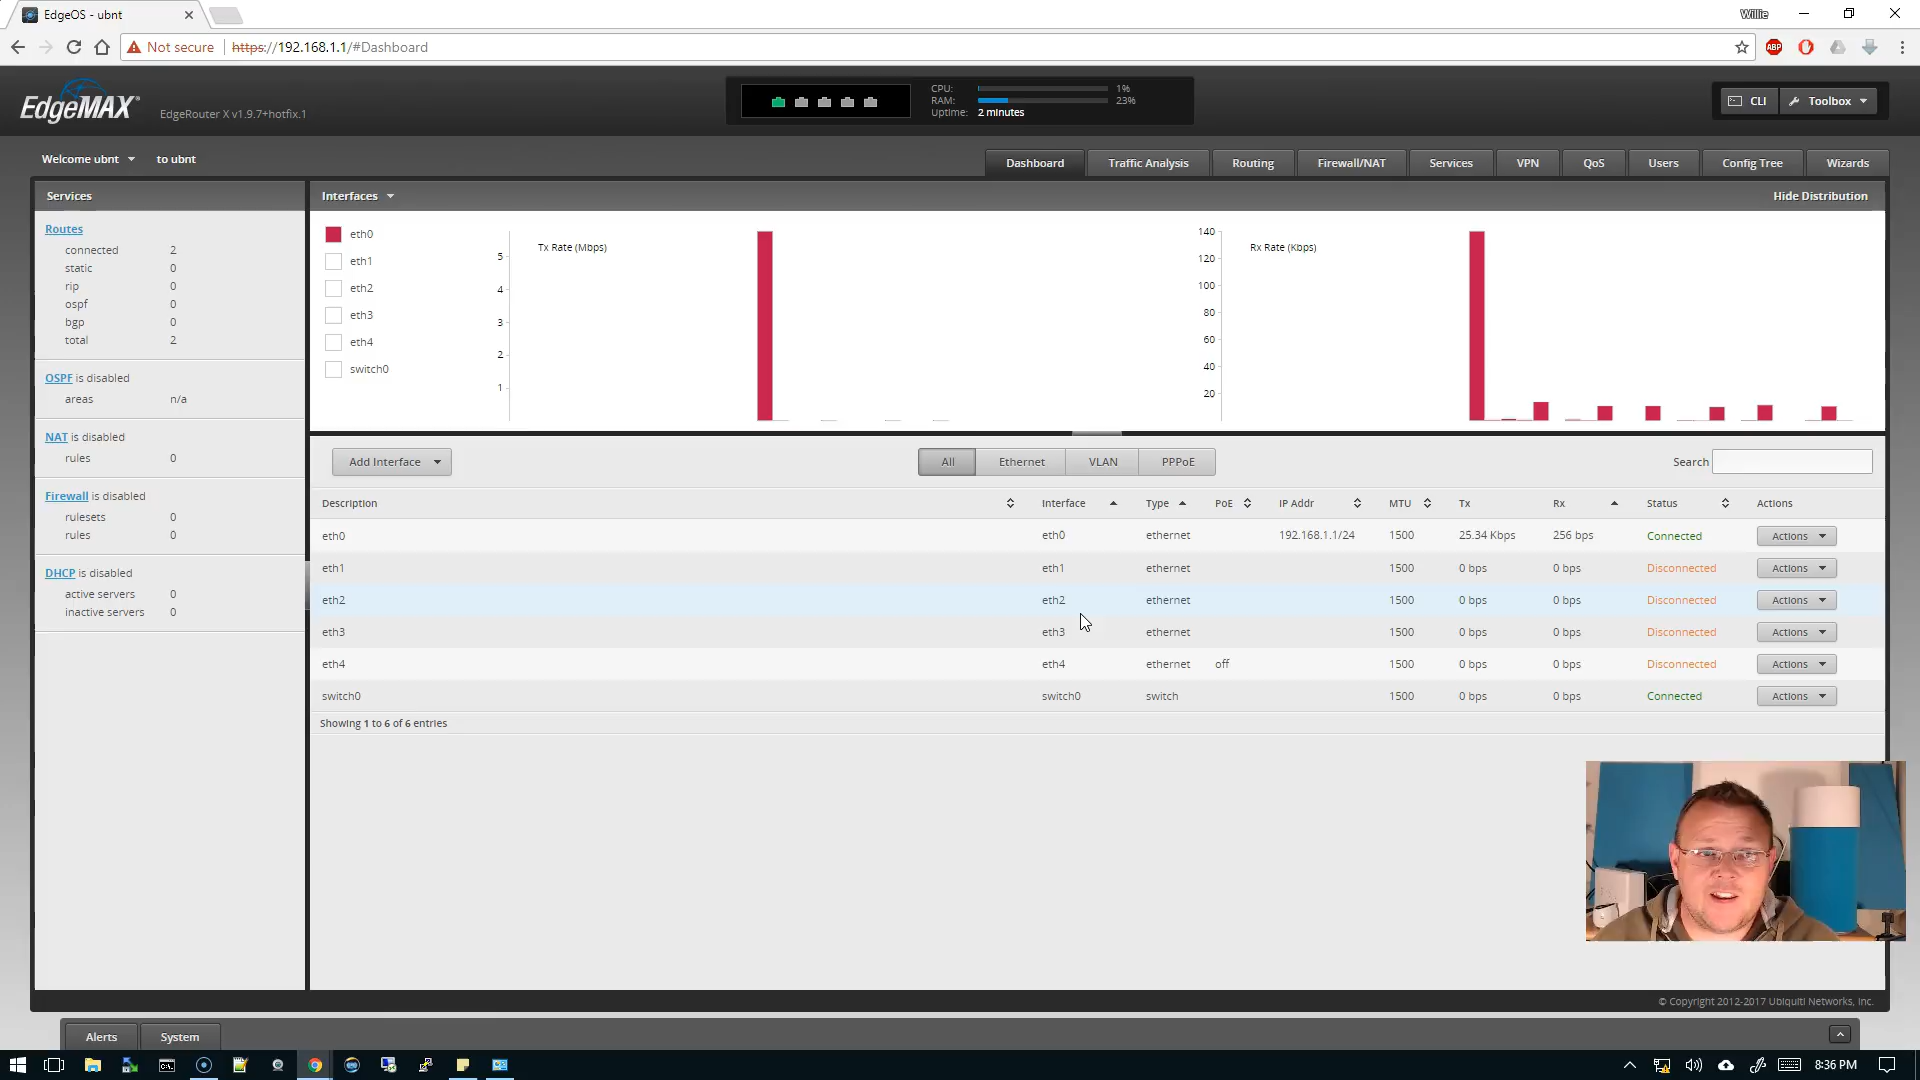 EdgeOS - ubnt
Willie
Not secure
https://192.168.1.1/#Dashboard
ABP
EdgeMAX
EdgeRouter X v1.9.7+hotfix.1
CPU: 1%
RAM: 23%
Uptime: 2 minutes
CLI
Toolbox
Welcome ubnt
to ubnt
Dashboard
Traffic Analysis
Routing
Firewall/NAT
Services
VPN
QoS
Users
Config Tree
Wizards
Services
Routes
connected 2
static 0
rip 0
ospf 0
bgp 0
total 2
OSPF is disabled
areas n/a
NAT is disabled
rules 0
Firewall is disabled
rulesets 0
rules 0
DHCP is disabled
active servers 0
inactive servers 0
Interfaces
Hide Distribution
eth0
eth1
eth2
eth3
eth4
switch0
Tx Rate (Mbps)
5
4
3
2
1
Rx Rate (Kbps)
140
120
100
80
60
40
20
Add Interface
All
Ethernet
VLAN
PPPoE
Search
Description Interface Type PoE IP Addr MTU Tx Rx Status Actions
eth0 eth0 ethernet 192.168.1.1/24 1500 25.34 Kbps 256 bps Connected Actions
eth1 eth1 ethernet 1500 0 bps 0 bps Disconnected Actions
eth2 eth2 ethernet 1500 0 bps 0 bps Disconnected Actions
eth3 eth3 ethernet 1500 0 bps 0 bps Disconnected Actions
eth4 eth4 ethernet off 1500 0 bps 0 bps Disconnected Actions
switch0 switch0 switch 1500 0 bps 0 bps Connected Actions
Showing 1 to 6 of 6 entries
© Copyright 2012-2017 Ubiquiti Networks, Inc.
Alerts
System
8:36 PM